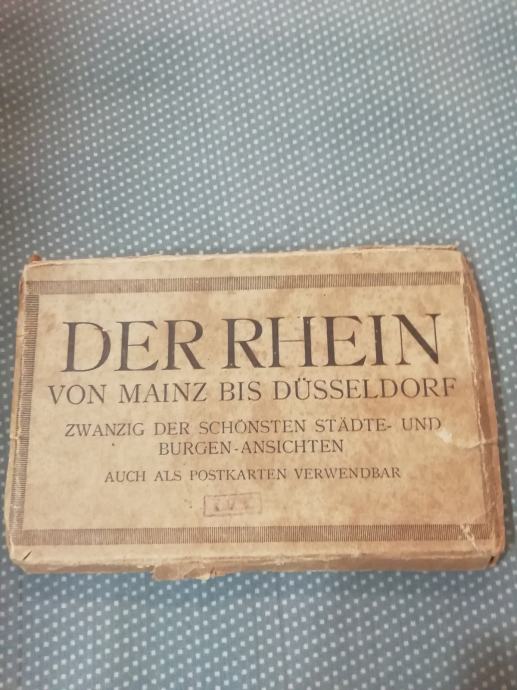 DER RHEIN
VON MAINZ BIS DÜSSELDORF
ZWANZIG DER SCHÖNSTEN STÄDTE- UND
BURGEN-ANSICHTEN
AUCH ALS POSTKARTEN VERWENDBAR